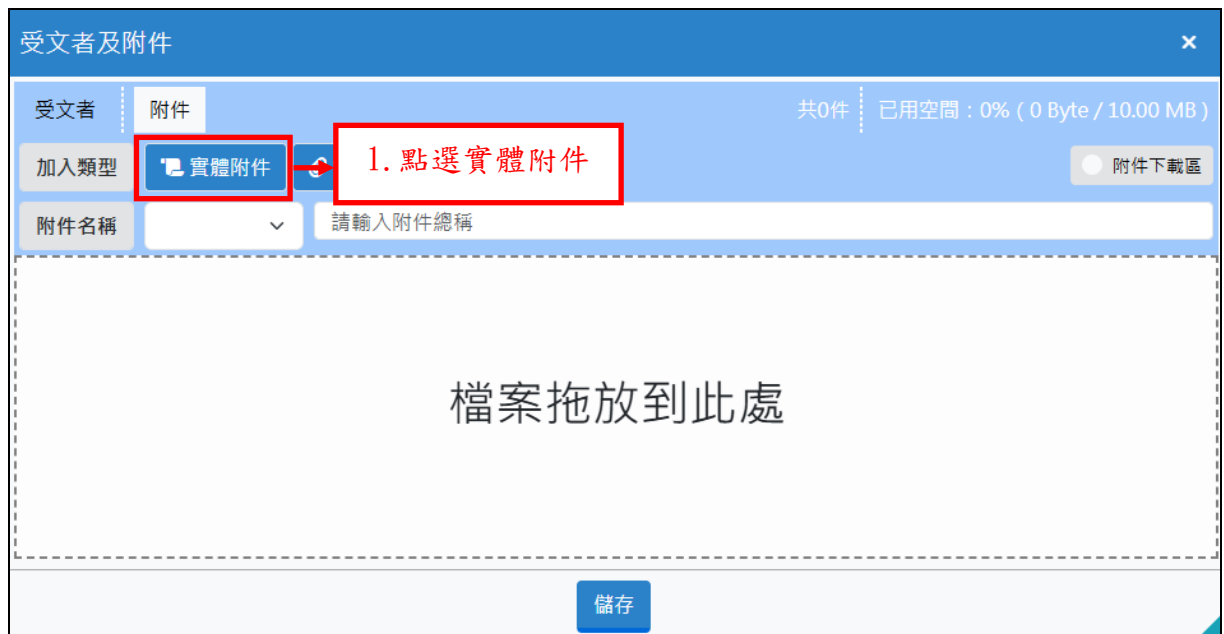 受文者及附件 ×
受文者 附件 共0件 已用空間：0% ( 0 Byte / 10.00 MB )
加入類型 實體附件 1.點選實體附件 附件下載區
附件名稱 請輸入附件總稱
檔案拖放到此處
儲存